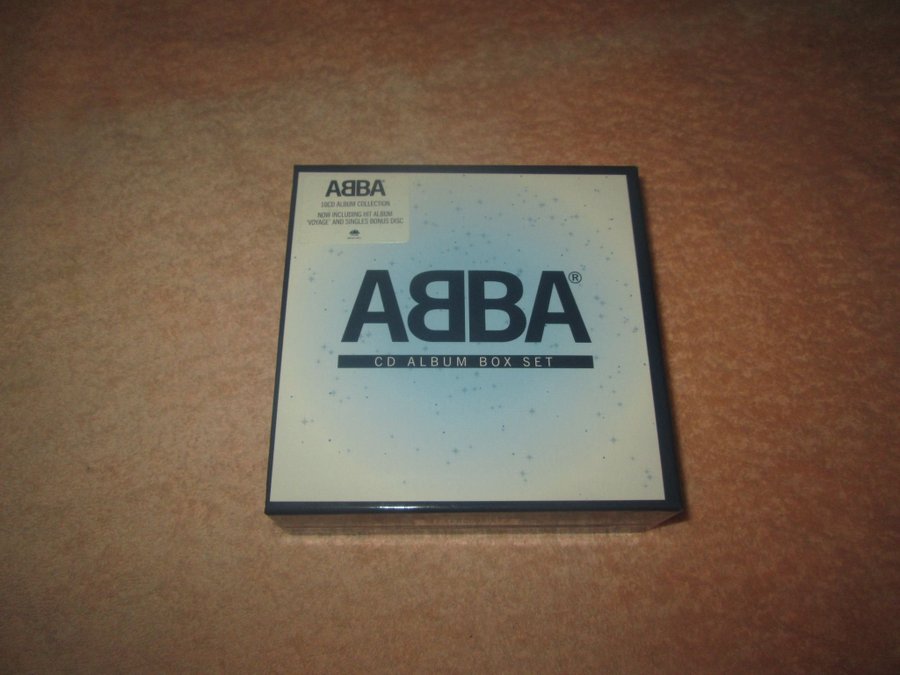 ABBA
10CD ALBUM COLLECTION
NOW INCLUDING HIT ALBUM
'VOYAGE' AND SINGLES BONUS DISC
ABBA®
CD ALBUM BOX SET